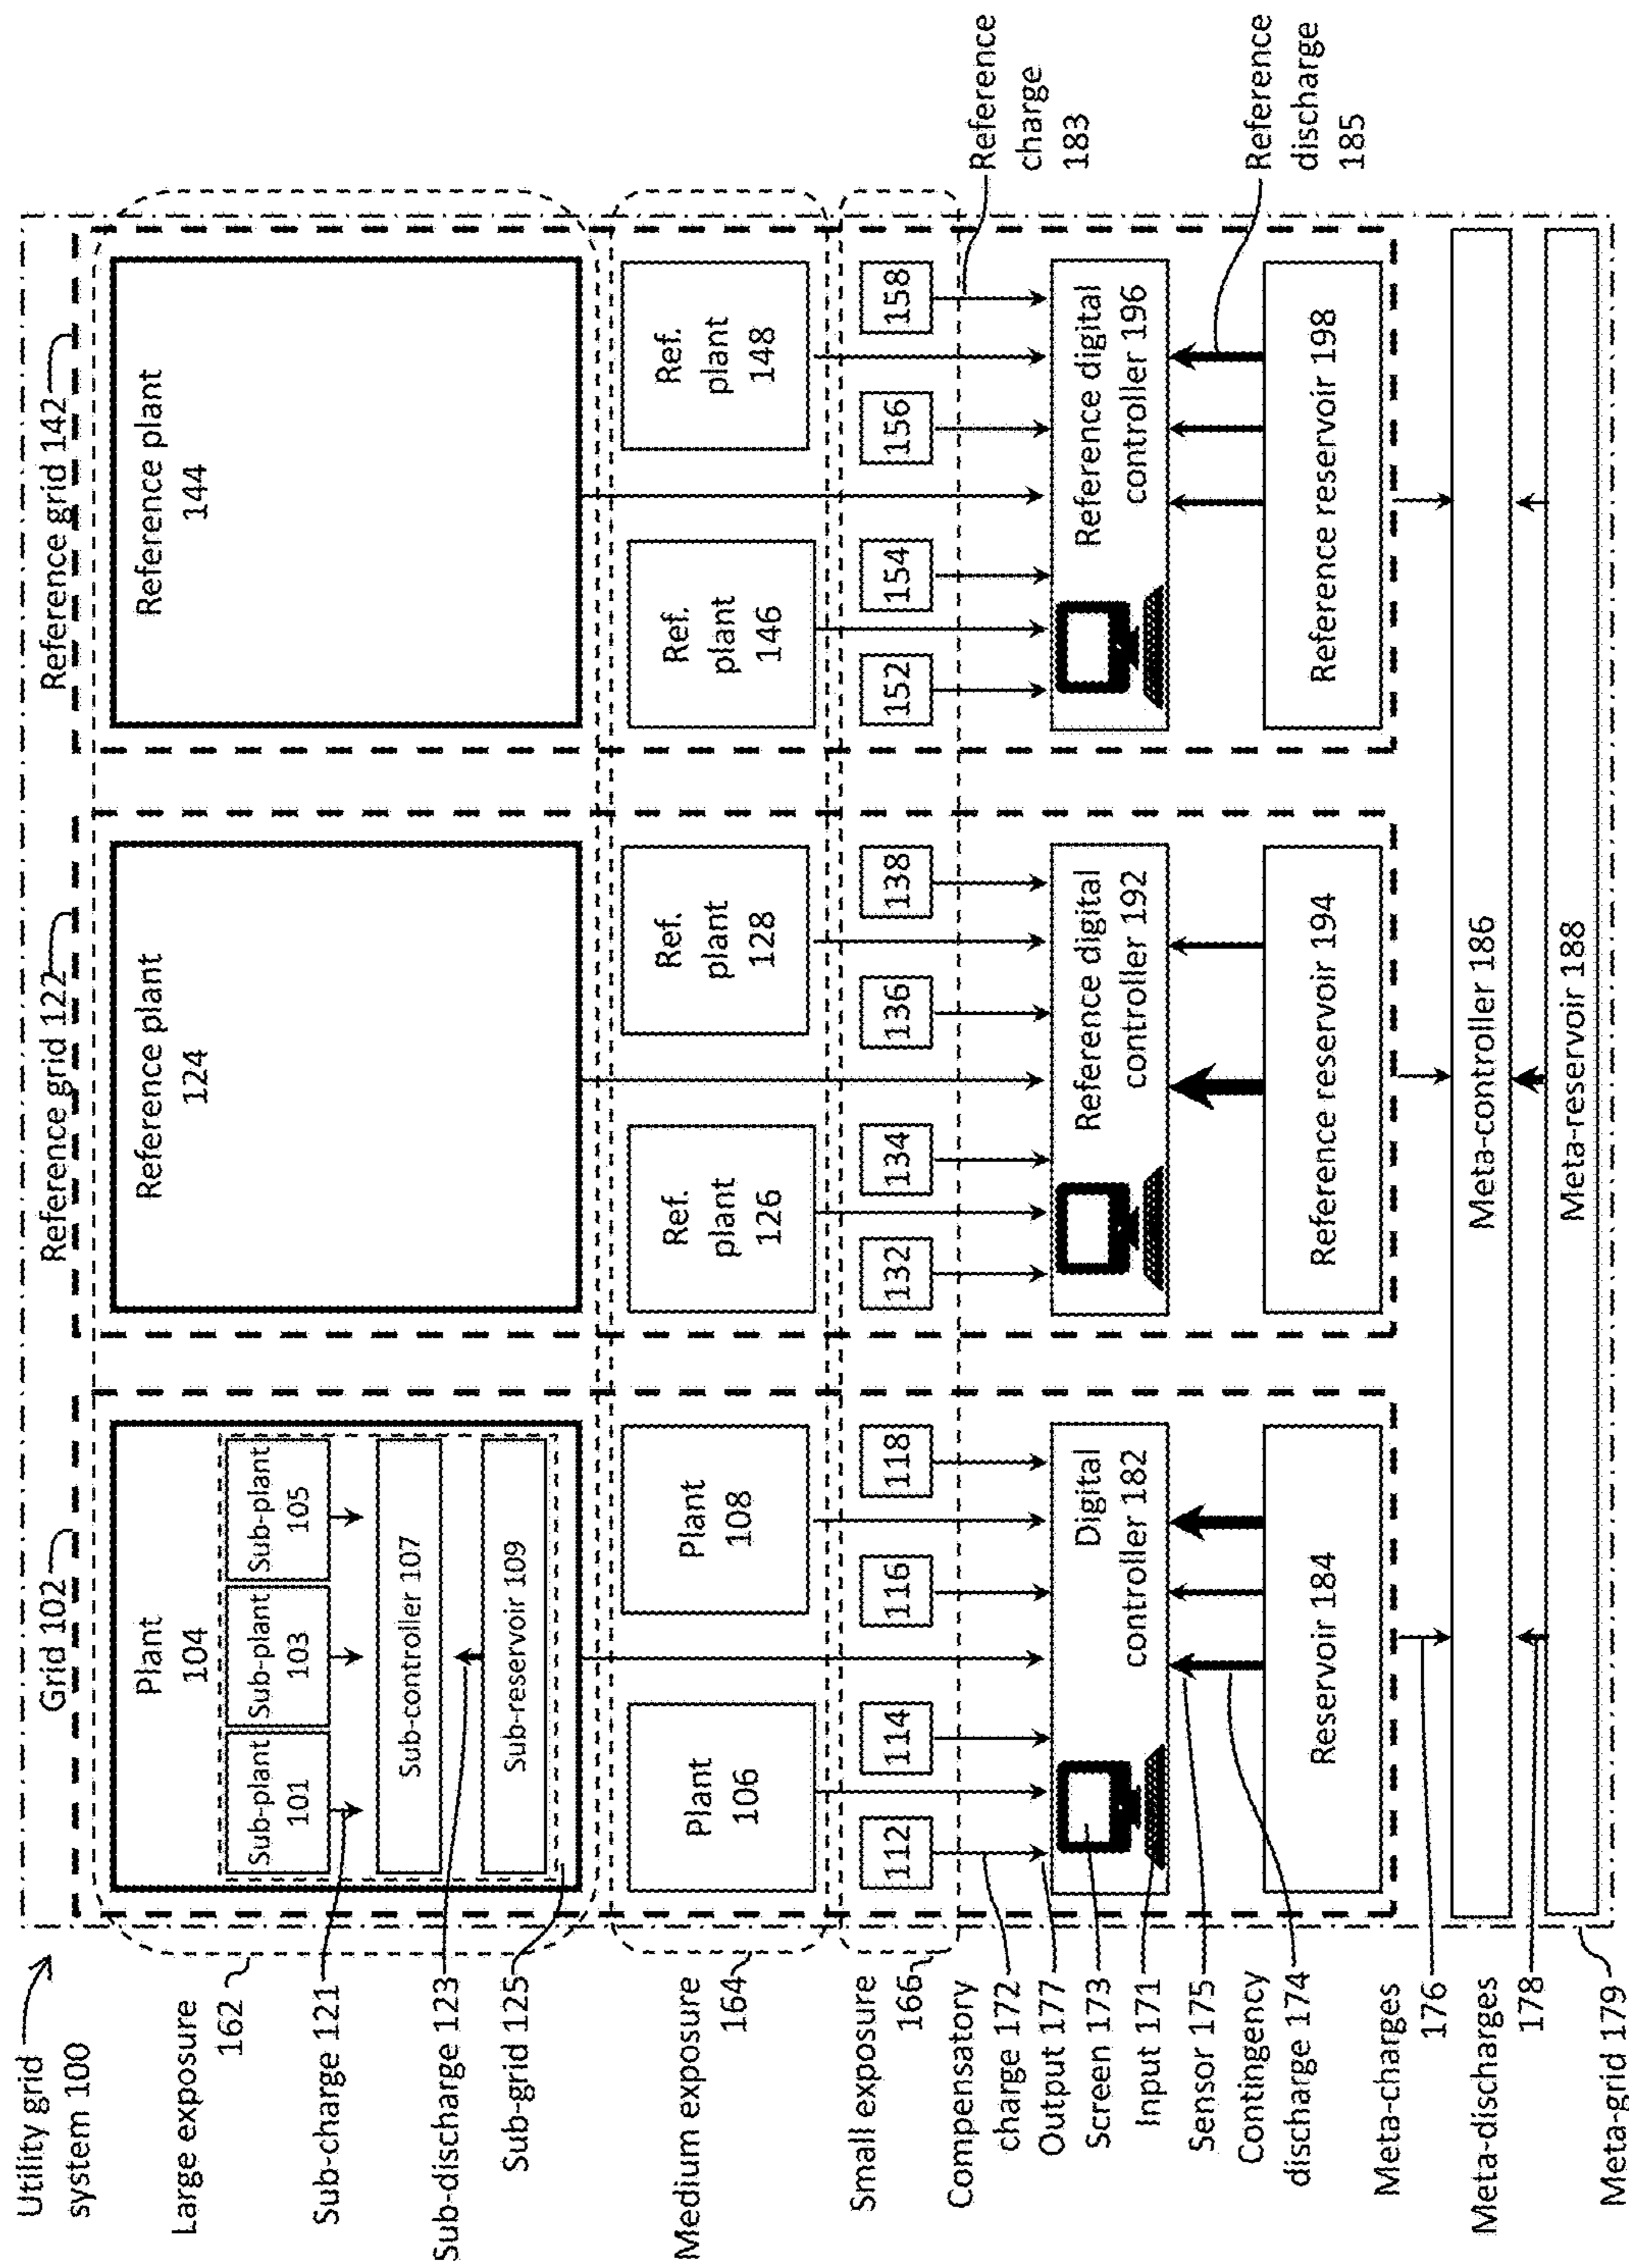 Utility grid
system 100
Grid 102
Reference grid 122
Reference grid 142
Large exposure
162
Plant
104
Sub-plant
101
Sub-plant
103
Sub-plant
105
Sub-controller 107
Sub-reservoir 109
Sub-charge 121
Sub-discharge 123
Sub-grid 125
Reference plant
124
Reference plant
144
Medium exposure
164
Plant
106
Plant
108
Ref.
plant
126
Ref.
plant
128
Ref.
plant
146
Ref.
plant
148
Small exposure
166
112
114
116
118
132
134
136
138
152
154
156
158
Compensatory
charge 172
Output 177
Screen 173
Input 171
Sensor 175
Contingency
discharge 174
Digital
controller 182
Reference digital
controller 192
Reference digital
controller 196
Reference
charge
183
Reference
discharge
185
Reservoir 184
Reference reservoir 194
Reference reservoir 198
Meta-charges
176
Meta-controller 186
Meta-discharges
178
Meta-reservoir 188
Meta-grid 179